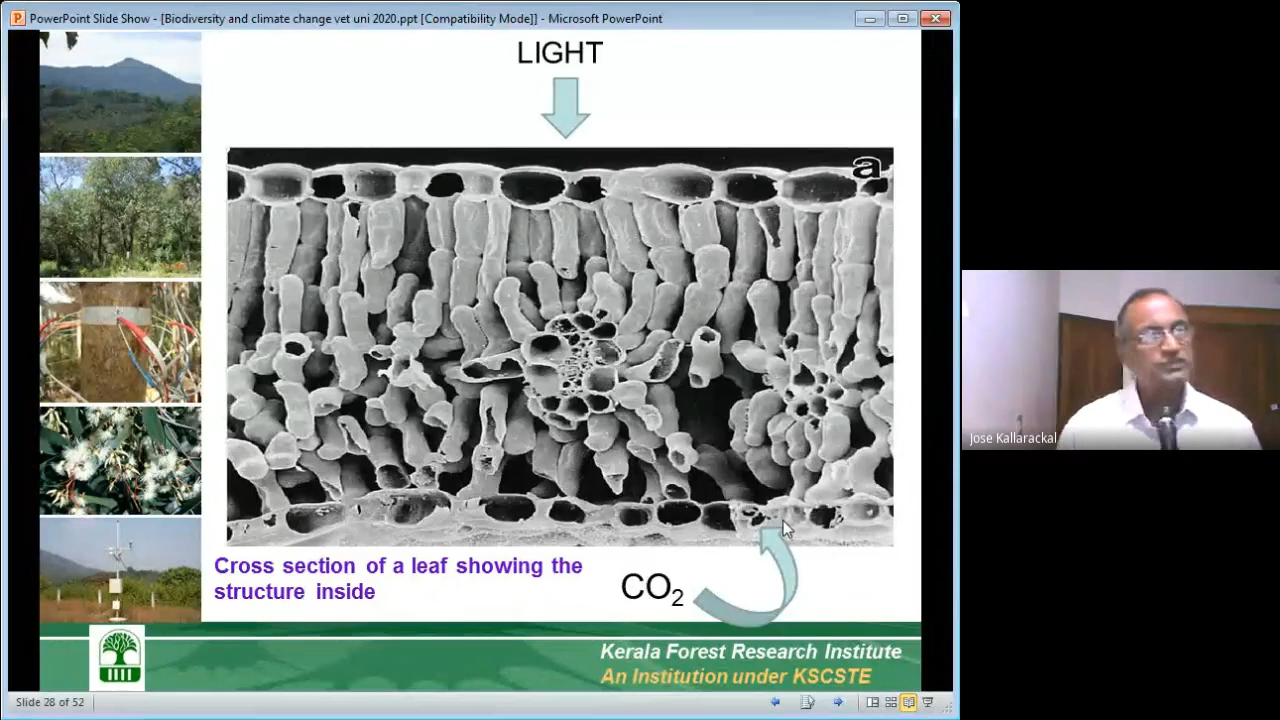 PowerPoint Slide Show - [Biodiversity and climate change vet uni 2020.ppt [Compatibility Mode]] - Microsoft PowerPoint
LIGHT
a
Jose Kallarackal
Cross section of a leaf showing the
structure inside
CO₂
Kerala Forest Research Institute
An Institution under KSCSTE
Slide 28 of 52